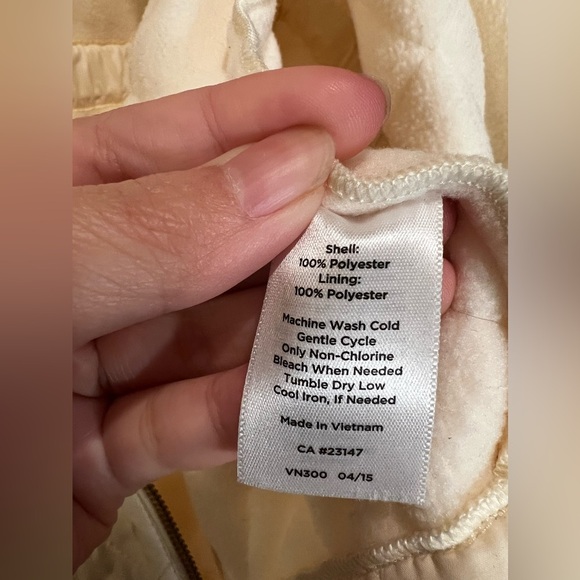 Shell:
100% Polyester
Lining:
100% Polyester
Machine Wash Cold
Gentle Cycle
Only Non-Chlorine
Bleach When Needed
Tumble Dry Low
Cool Iron, If Needed
Made in Vietnam
CA #23147
VN300 04/15